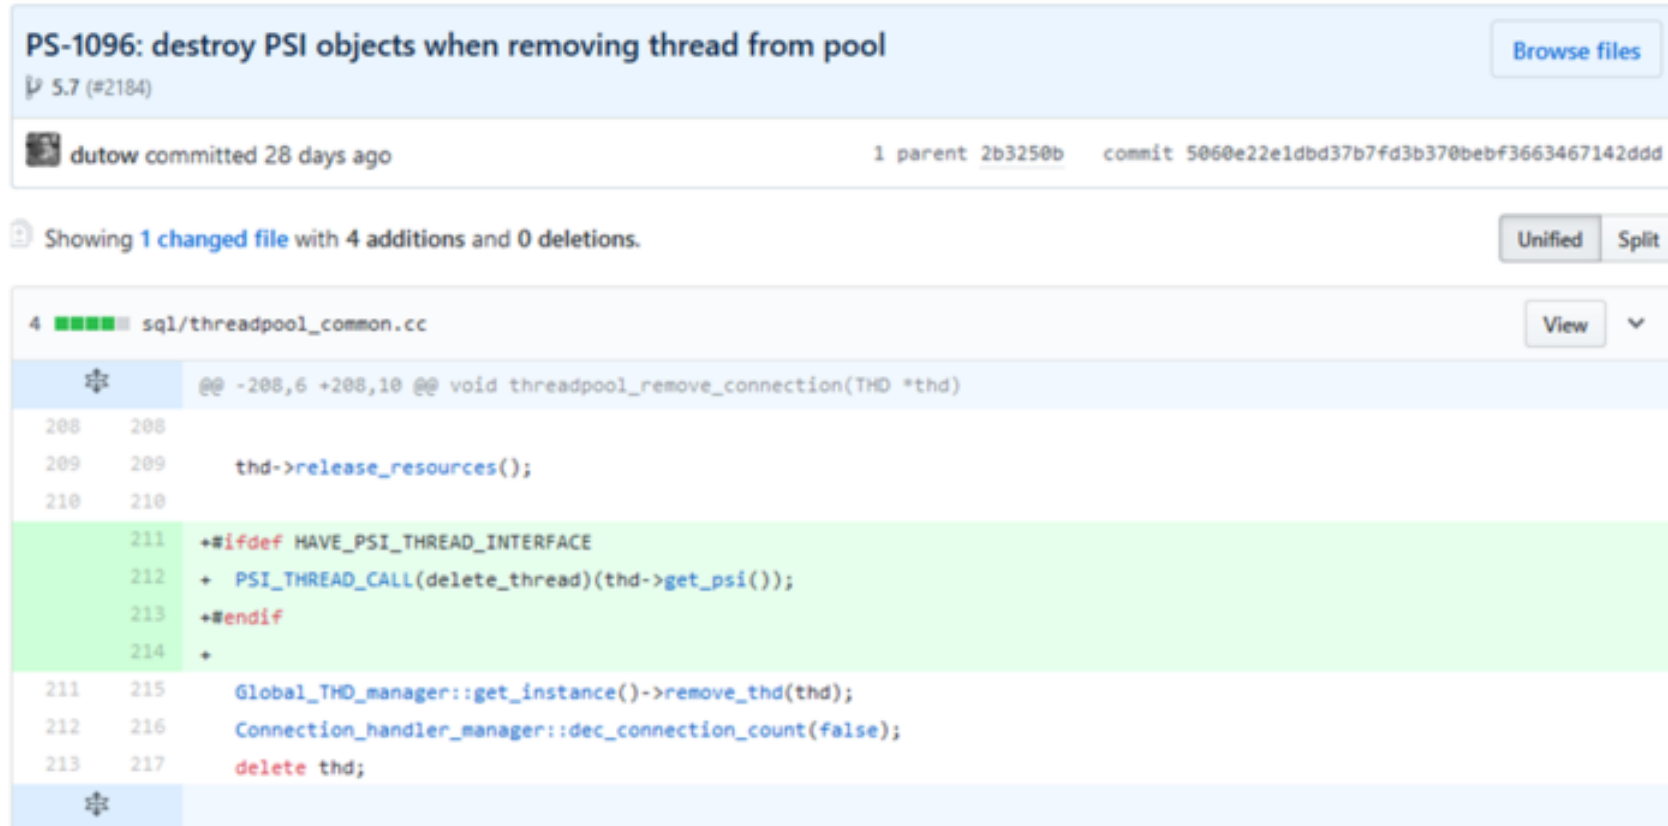 PS-1096: destroy PSI objects when removing thread from pool
Browse files
5.7 (#2184)
dutow committed 28 days ago
1 parent 2b3250b commit 5060e22e1dbd37b7fd3b370bebf3663467142ddd
Showing 1 changed file with 4 additions and 0 deletions.
Unified Split
4 sql/threadpool_common.cc
View
@@ -208,6 +208,10 @@ void threadpool_remove_connection(THD *thd)
208 208
209 209 thd->release_resources();
210 210
211 +#ifdef HAVE_PSI_THREAD_INTERFACE
212 + PSI_THREAD_CALL(delete_thread)(thd->get_psi());
213 +#endif
214 +
211 215 Global_THD_manager::get_instance()->remove_thd(thd);
212 216 Connection_handler_manager::dec_connection_count(false);
213 217 delete thd;